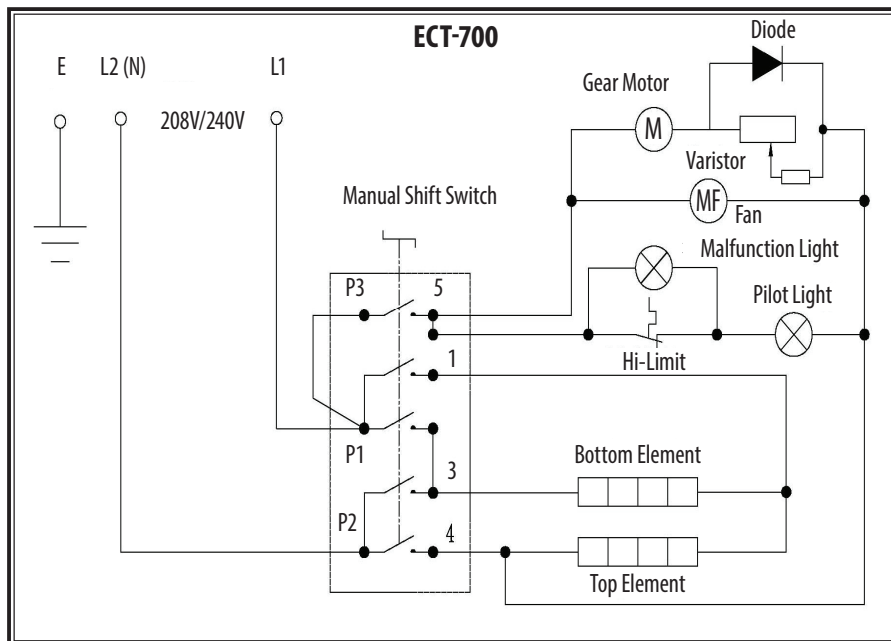 ECT-700
Diode
E
L2 (N)
L1
Gear Motor
208V/240V
M
Varistor
Manual Shift Switch
MF
Fan
Malfunction Light
P3
5
Pilot Light
Hi-Limit
1
P1
Bottom Element
3
P2
4
Top Element